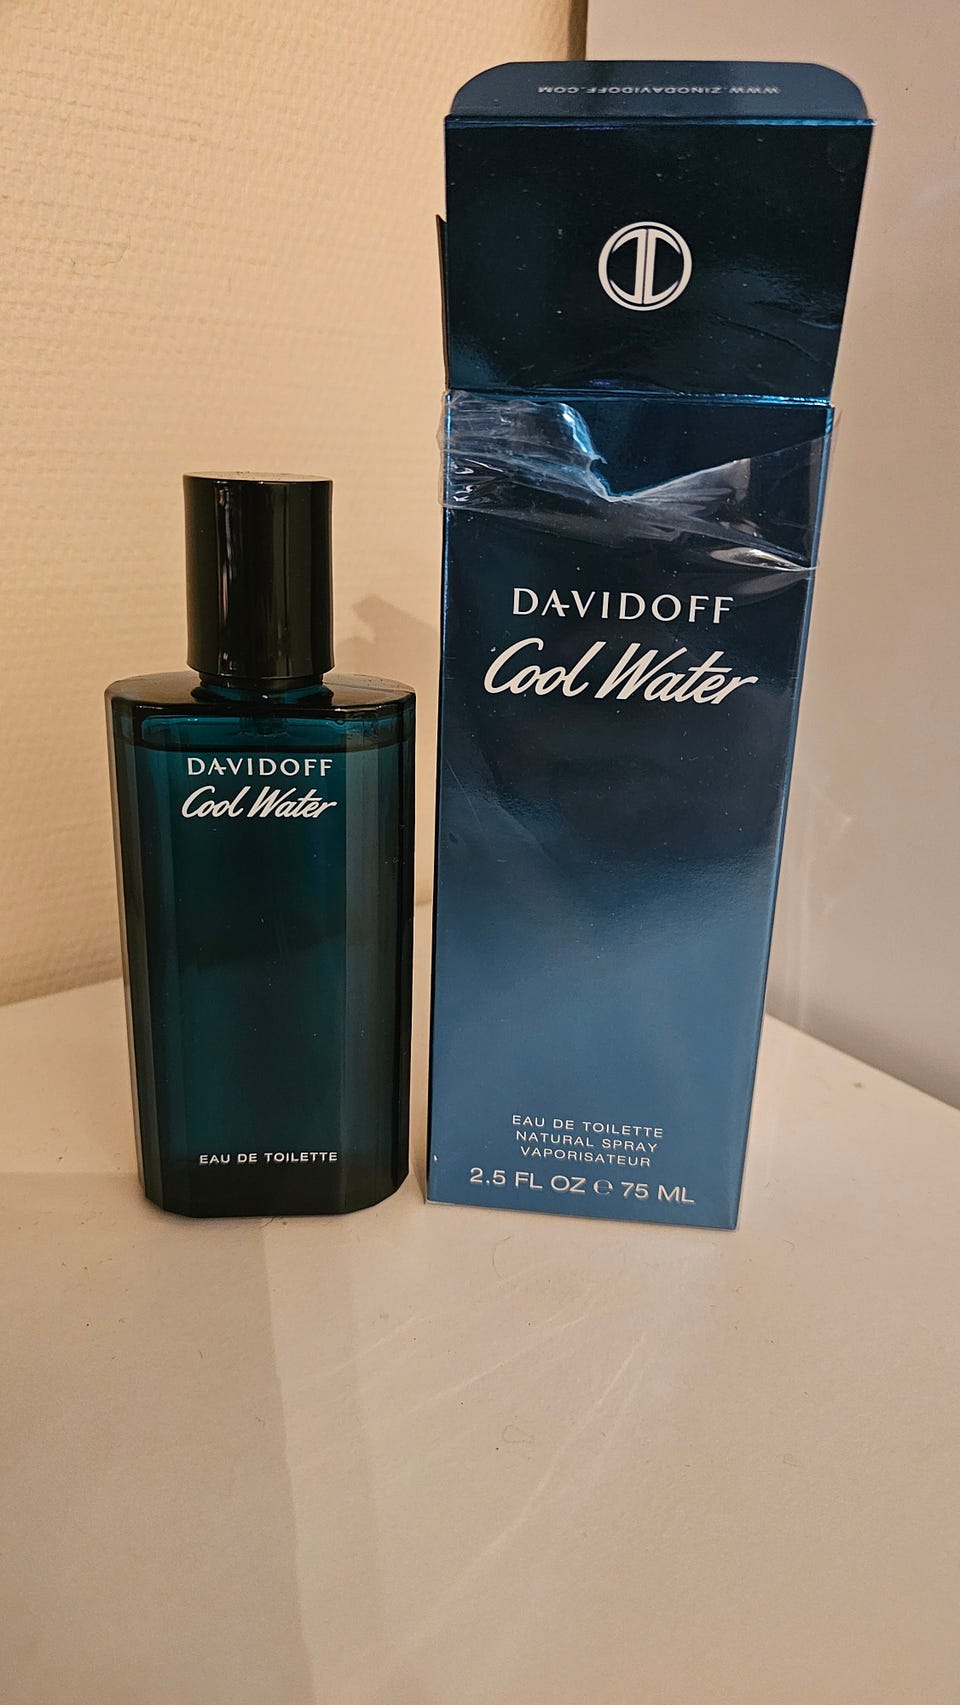 WWW.ZINODAVIDOFF.COM
DAVIDOFF
Cool Water
EAU DE TOILETTE
NATURAL SPRAY
VAPORISATEUR
2.5 FL OZ e 75 ML
DAVIDOFF
Cool Water
EAU DE TOILETTE